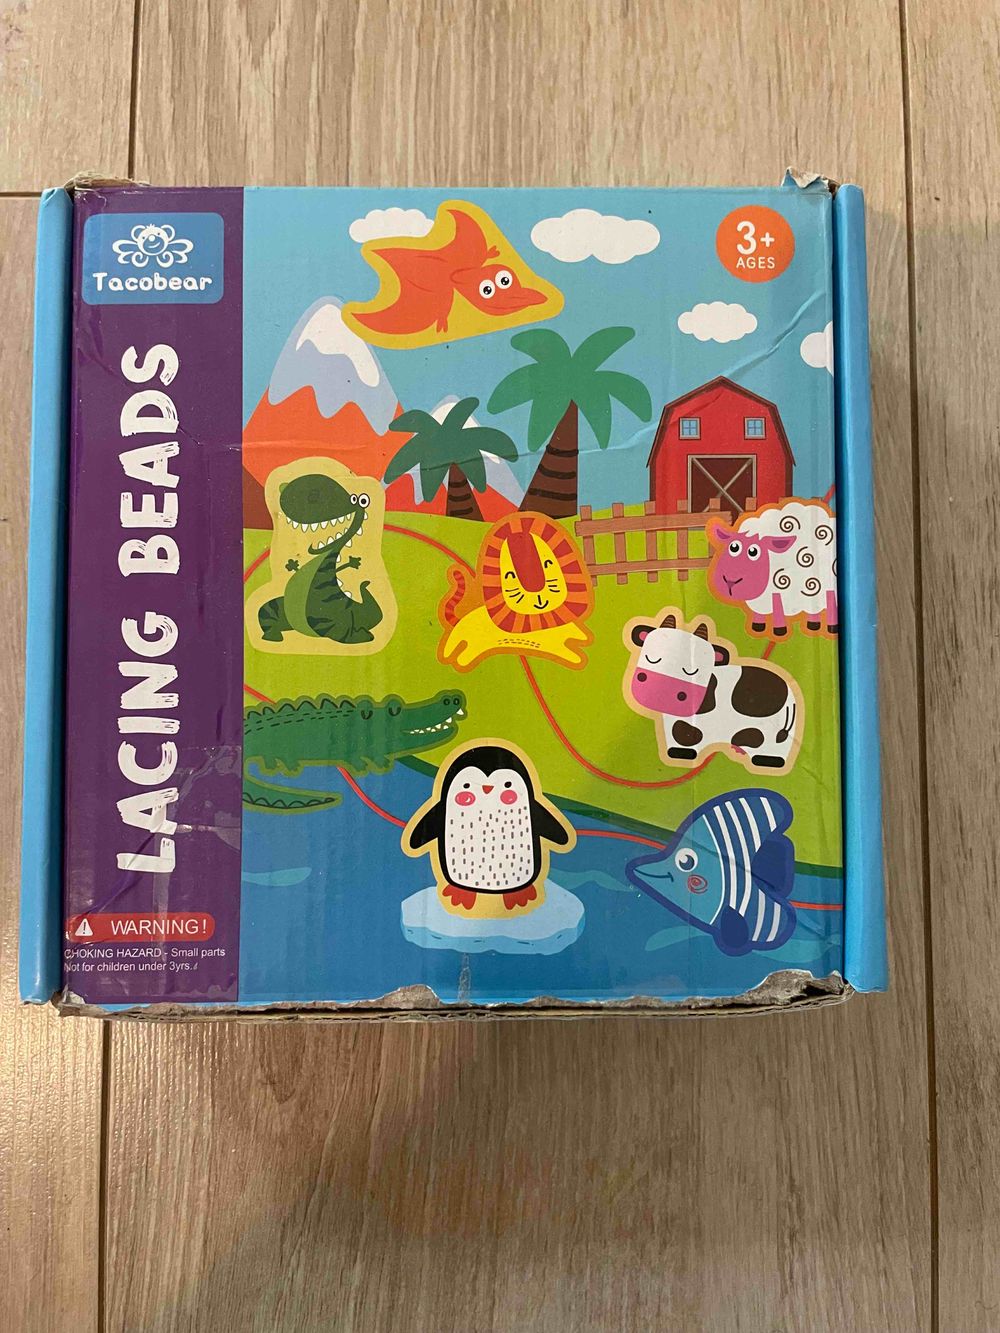 Tacobear
LACING BEADS
3+
AGES
WARNING!
CHOKING HAZARD - Small parts
Not for children under 3yrs.